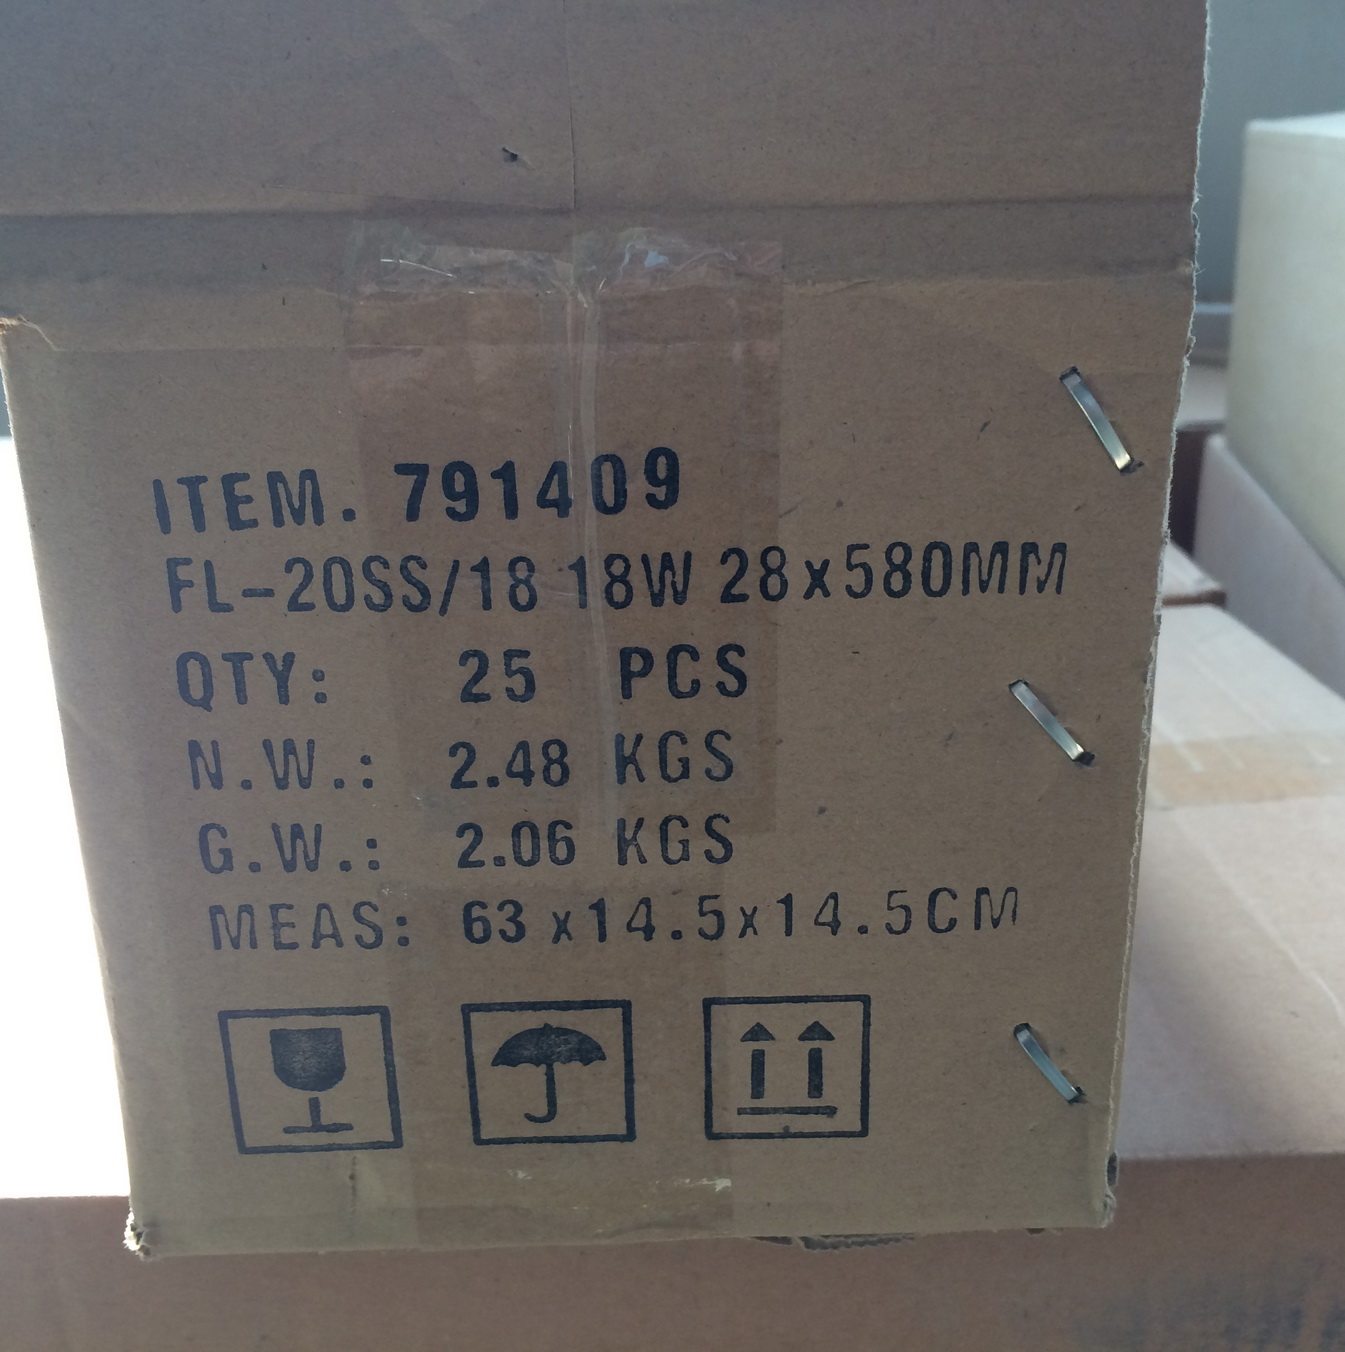 ITEM. 791409
FL-20SS/18 18W 28x580MM
QTY: 25 PCS
N.W.: 2.48 KGS
G.W.: 2.06 KGS
MEAS: 63x14.5x14.5CM